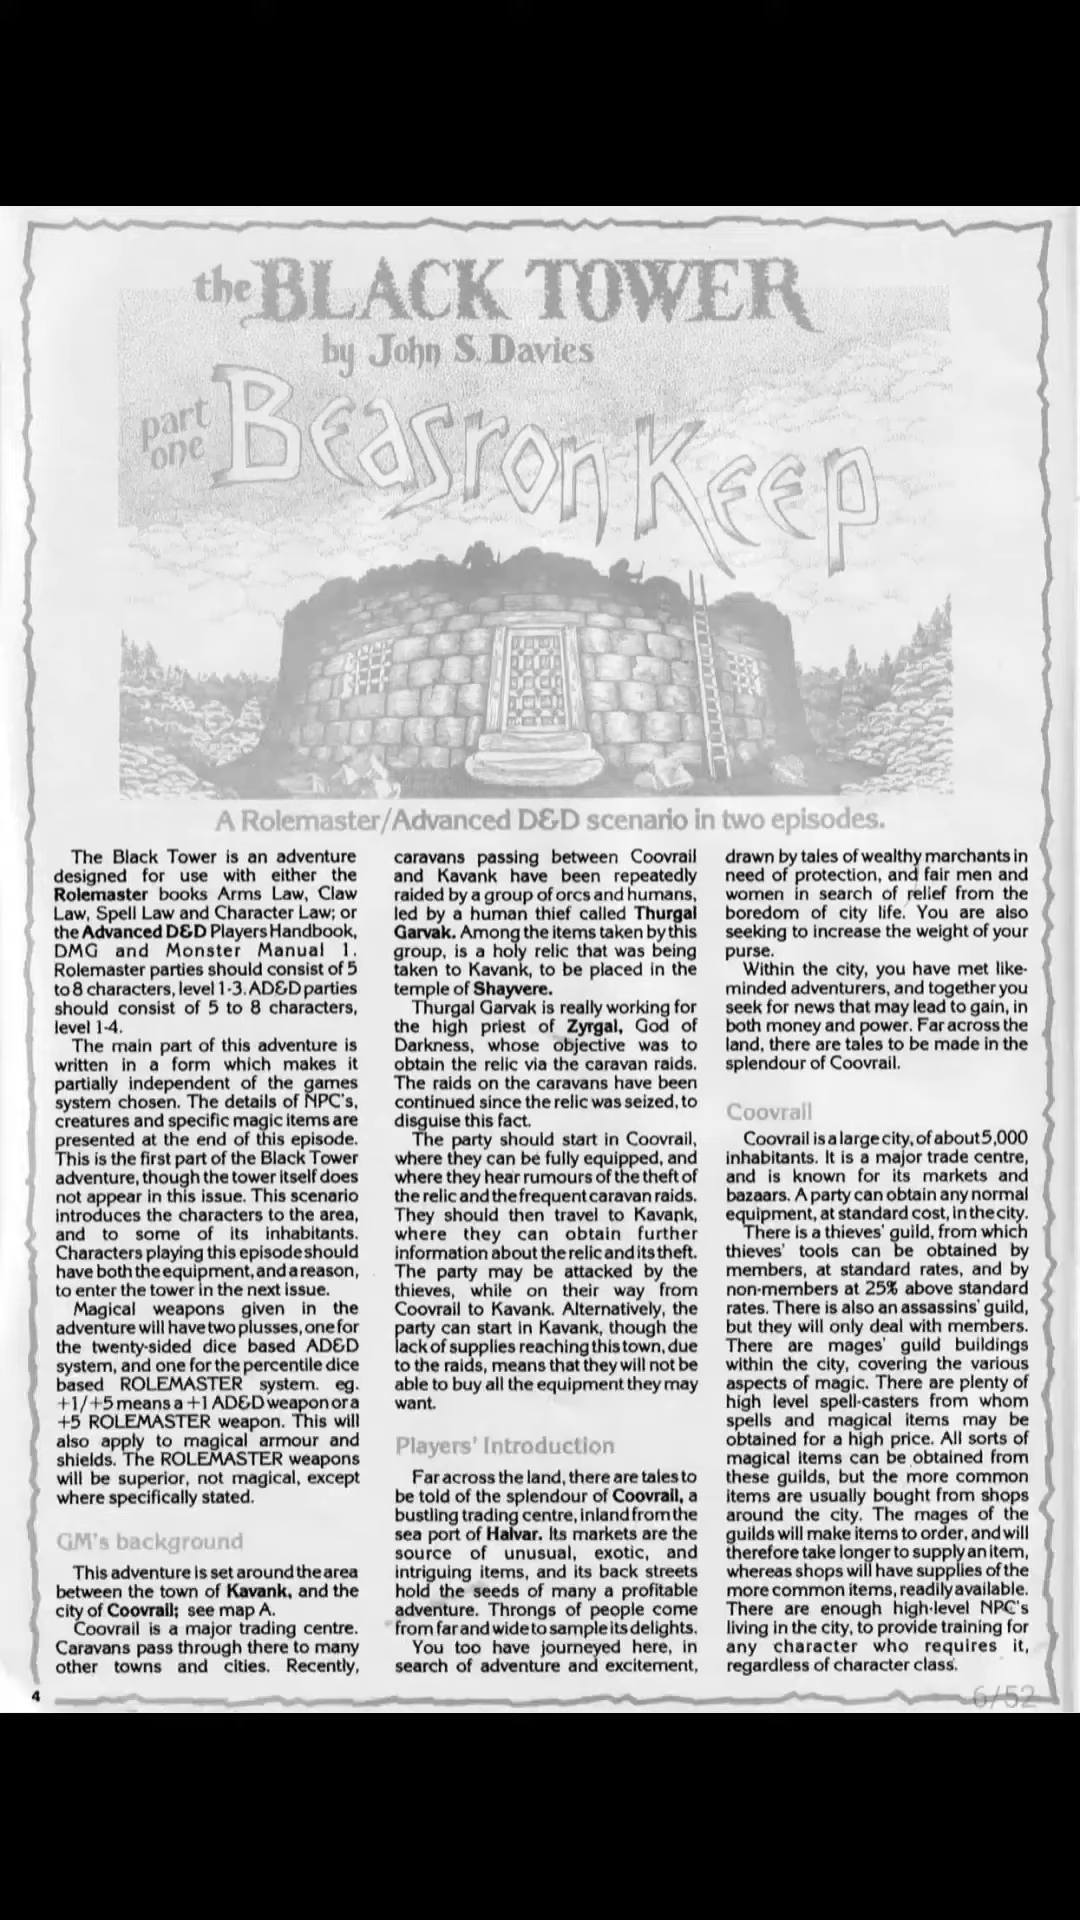 the BLACK TOWER
by John S. Davies
part
one
Beasron Keep
A Rolemaster/Advanced D&D scenario in two episodes.
The Black Tower is an adventure
designed for use with either the
Rolemaster books Arms Law, Claw
Law, Spell Law and Character Law; or
the Advanced D&D Players Handbook,
DMG and Monster Manual 1.
Rolemaster parties should consist of 5
to 8 characters, level 1-3. AD&D parties
should consist of 5 to 8 characters,
level 1-4.
The main part of this adventure is
written in a form which makes it
partially independent of the games
system chosen. The details of NPC's,
creatures and specific magic items are
presented at the end of this episode.
This is the first part of the Black Tower
adventure, though the tower itself does
not appear in this issue. This scenario
introduces the characters to the area,
and to some of its inhabitants.
Characters playing this episode should
have both the equipment, and a reason,
to enter the tower in the next issue.
Magical weapons given in the
adventure will have two plusses, one for
the twenty-sided dice based AD&D
system, and one for the percentile dice
based ROLEMASTER system. eg.
+1/+5 means a +1 AD&D weapon or a
+5 ROLEMASTER weapon. This will
also apply to magical armour and
shields. The ROLEMASTER weapons
will be superior, not magical, except
where specifically stated.
GM's background
This adventure is set around the area
between the town of Kavank, and the
city of Coovrail; see map A.
Coovrail is a major trading centre.
Caravans pass through there to many
other towns and cities. Recently,
caravans passing between Coovrail
and Kavank have been repeatedly
raided by a group of orcs and humans,
led by a human thief called Thurgal
Garvak. Among the items taken by this
group, is a holy relic that was being
taken to Kavank, to be placed in the
temple of Shayvere.
Thurgal Garvak is really working for
the high priest of Zyrgal, God of
Darkness, whose objective was to
obtain the relic via the caravan raids.
The raids on the caravans have been
continued since the relic was seized, to
disguise this fact.
The party should start in Coovrail,
where they can be fully equipped, and
where they hear rumours of the theft of
the relic and the frequent caravan raids.
They should then travel to Kavank,
where they can obtain further
information about the relic and its theft.
The party may be attacked by the
thieves, while on their way from
Coovrail to Kavank. Alternatively, the
party can start in Kavank, though the
lack of supplies reaching this town, due
to the raids, means that they will not be
able to buy all the equipment they may
want.
Players' Introduction
Far across the land, there are tales to
be told of the splendour of Coovrail, a
bustling trading centre, inland from the
sea port of Halvar. Its markets are the
source of unusual, exotic, and
intriguing items, and its back streets
hold the seeds of many a profitable
adventure. Throngs of people come
from far and wide to sample its delights.
You too have journeyed here, in
search of adventure and excitement,
drawn by tales of wealthy marchants in
need of protection, and fair men and
women in search of relief from the
boredom of city life. You are also
seeking to increase the weight of your
purse.
Within the city, you have met like-
minded adventurers, and together you
seek for news that may lead to gain, in
both money and power. Far across the
land, there are tales to be made in the
splendour of Coovrail.
Coovrail
Coovrail is a large city, of about 5,000
inhabitants. It is a major trade centre,
and is known for its markets and
bazaars. A party can obtain any normal
equipment, at standard cost, in the city.
There is a thieves' guild, from which
thieves' tools can be obtained by
members, at standard rates, and by
non-members at 25% above standard
rates. There is also an assassins' guild,
but they will only deal with members.
There are mages' guild buildings
within the city, covering the various
aspects of magic. There are plenty of
high level spell-casters from whom
spells and magical items may be
obtained for a high price. All sorts of
magical items can be obtained from
these guilds, but the more common
items are usually bought from shops
around the city. The mages of the
guilds will make items to order, and will
therefore take longer to supply an item,
whereas shops will have supplies of the
more common items, readily available.
There are enough high-level NPC's
living in the city, to provide training for
any character who requires it,
regardless of character class.
4
6/52